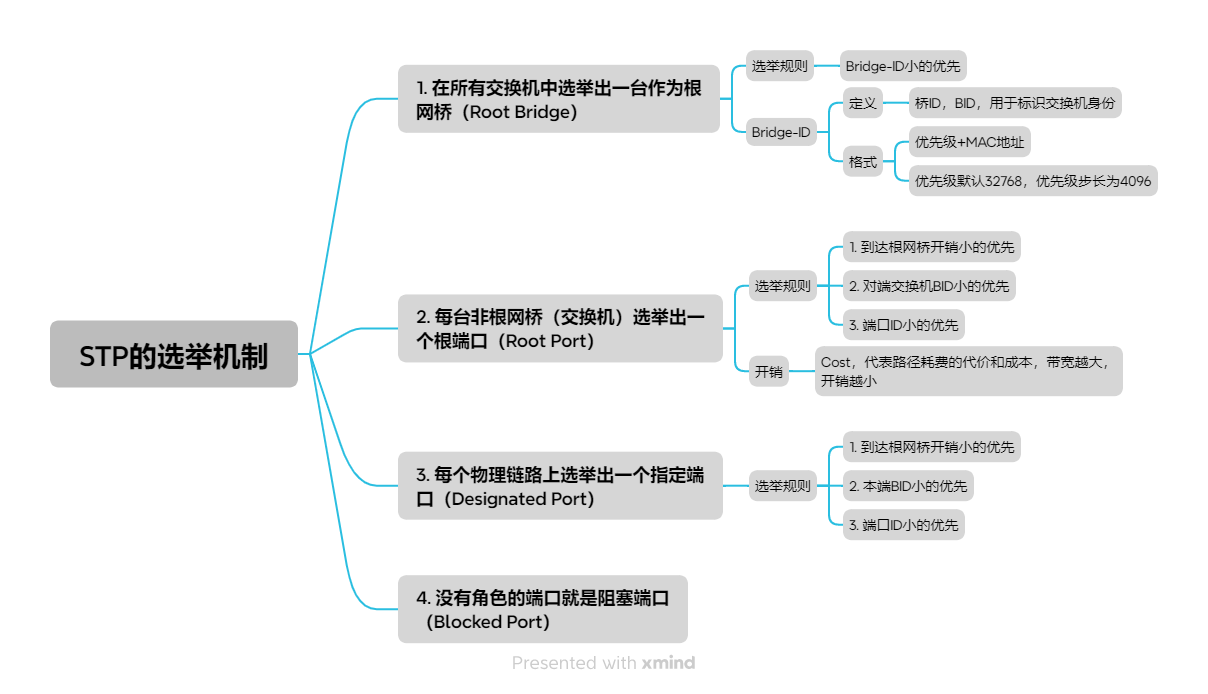 STP的选举机制
1. 在所有交换机中选举出一台作为根
网桥（Root Bridge）
选举规则
Bridge-ID小的优先
Bridge-ID
定义
桥ID，BID，用于标识交换机身份
格式
优先级+MAC地址
优先级默认32768，优先级步长为4096
2. 每台非根网桥（交换机）选举出一
个根端口（Root Port）
选举规则
1. 到达根网桥开销小的优先
2. 对端交换机BID小的优先
3. 端口ID小的优先
开销
Cost，代表路径耗费的代价和成本，带宽越大，
开销越小
3. 每个物理链路上选举出一个指定端
口（Designated Port）
选举规则
1. 到达根网桥开销小的优先
2. 本端BID小的优先
3. 端口ID小的优先
4. 没有角色的端口就是阻塞端口
（Blocked Port）
Presented with xmind